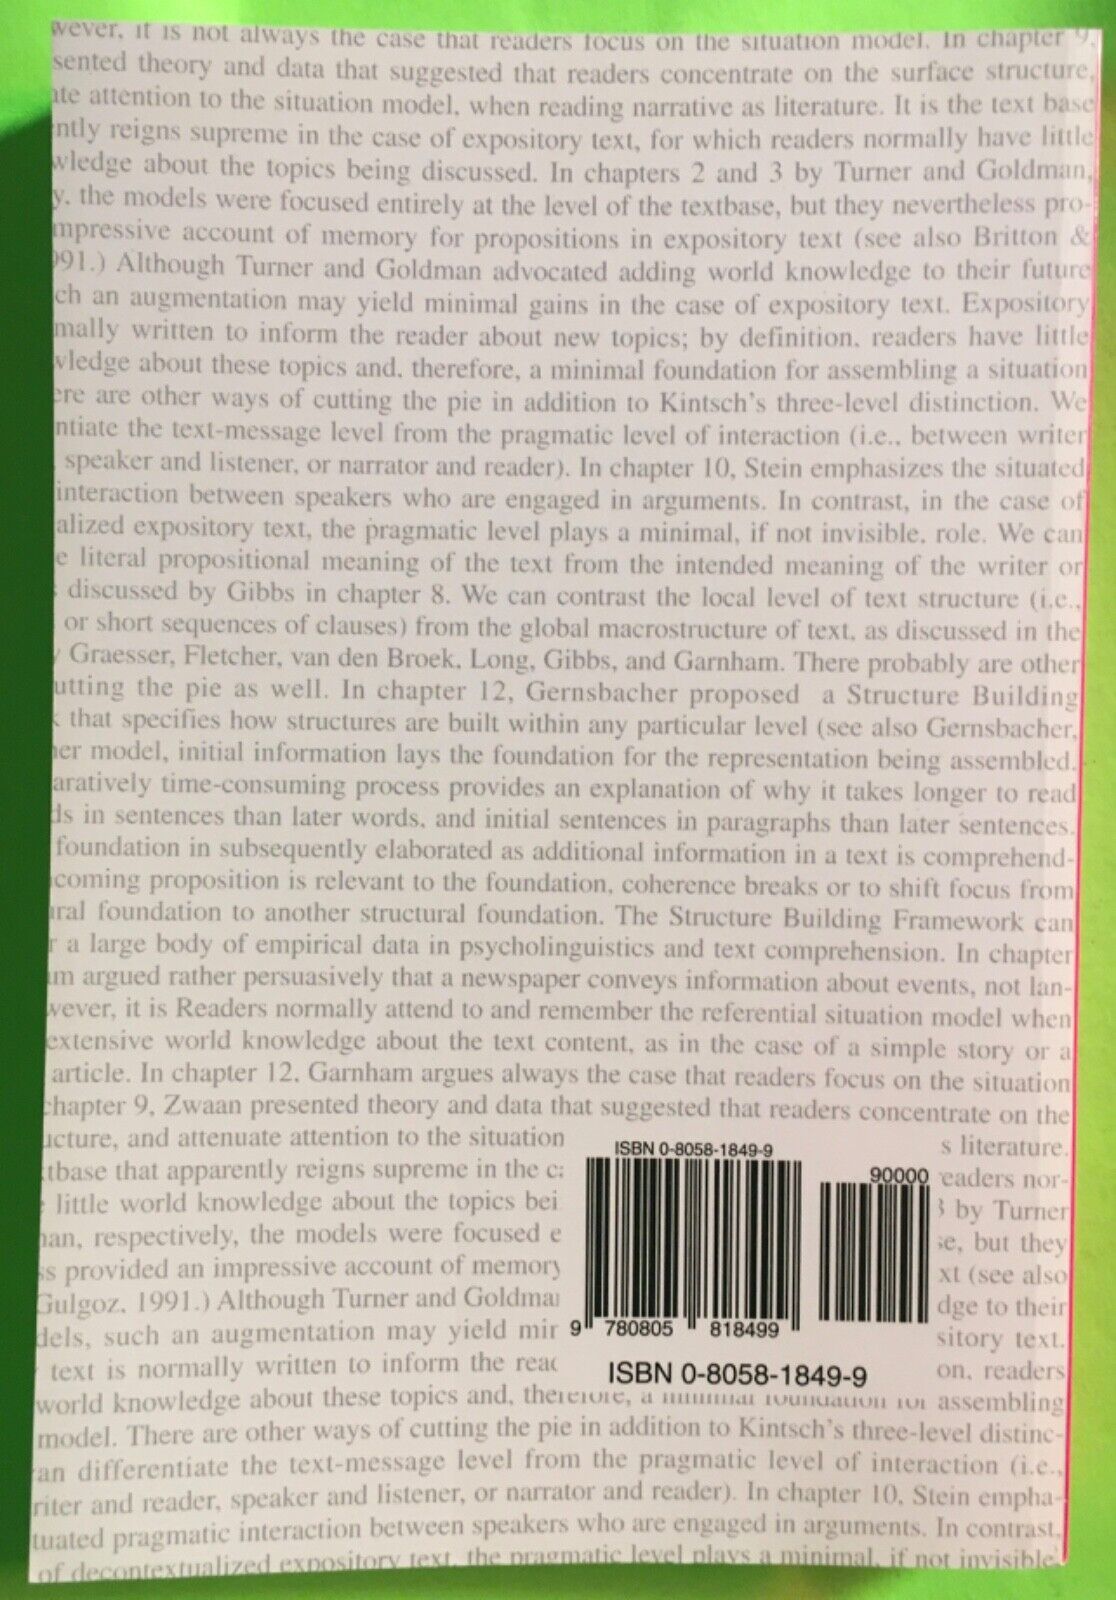 wever, it is not always the case that readers focus on the situation model. In chapter 9,
sented theory and data that suggested that readers concentrate on the surface structure,
ate attention to the situation model, when reading narrative as literature. It is the text base
ntly reigns supreme in the case of expository text, for which readers normally have little
wledge about the topics being discussed. In chapters 2 and 3 by Turner and Goldman,
y, the models were focused entirely at the level of the textbase, but they nevertheless pro-
mpressive account of memory for propositions in expository text (see also Britton &
991.) Although Turner and Goldman advocated adding world knowledge to their future
ch an augmentation may yield minimal gains in the case of expository text. Expository
mally written to inform the reader about new topics; by definition, readers have little
wledge about these topics and, therefore, a minimal foundation for assembling a situation
ere are other ways of cutting the pie in addition to Kintsch's three-level distinction. We
ntiate the text-message level from the pragmatic level of interaction (i.e., between writer
speaker and listener, or narrator and reader). In chapter 10, Stein emphasizes the situated
interaction between speakers who are engaged in arguments. In contrast, in the case of
alized expository text, the pragmatic level plays a minimal, if not invisible, role. We can
e literal propositional meaning of the text from the intended meaning of the writer or
discussed by Gibbs in chapter 8. We can contrast the local level of text structure (i.e.,
or short sequences of clauses) from the global macrostructure of text, as discussed in the
y Graesser, Fletcher, van den Broek, Long, Gibbs, and Garnham. There probably are other
utting the pie as well. In chapter 12, Gernsbacher proposed a Structure Building
k that specifies how structures are built within any particular level (see also Gernsbacher,
her model, initial information lays the foundation for the representation being assembled.
aratively time-consuming process provides an explanation of why it takes longer to read
ds in sentences than later words, and initial sentences in paragraphs than later sentences.
foundation in subsequently elaborated as additional information in a text is comprehend-
coming proposition is relevant to the foundation, coherence breaks or to shift focus from
ural foundation to another structural foundation. The Structure Building Framework can
r a large body of empirical data in psycholinguistics and text comprehension. In chapter
am argued rather persuasively that a newspaper conveys information about events, not lan-
wever, it is Readers normally attend to and remember the referential situation model when
extensive world knowledge about the text content, as in the case of a simple story or a
article. In chapter 12, Garnham argues always the case that readers focus on the situation
chapter 9, Zwaan presented theory and data that suggested that readers concentrate on the
ucture, and attenuate attention to the situation s literature.
tbase that apparently reigns supreme in the ca readers nor-
little world knowledge about the topics bei 3 by Turner
nan, respectively, the models were focused e se, but they
ss provided an impressive account of memory xt (see also
Gulgoz, 1991.) Although Turner and Goldma dge to their
dels, such an augmentation may yield mir sitory text.
text is normally written to inform the reac on, readers
world knowledge about these topics and, therefore, a minimal foundation for assembling
model. There are other ways of cutting the pie in addition to Kintsch's three-level distinc-
an differentiate the text-message level from the pragmatic level of interaction (i.e.,
riter and reader, speaker and listener, or narrator and reader). In chapter 10, Stein empha-
tuated pragmatic interaction between speakers who are engaged in arguments. In contrast,
of decontextualized expository text, the pragmatic level plays a minimal, if not invisible,
ISBN 0-8058-1849-9
90000
9 780805 818499
ISBN 0-8058-1849-9